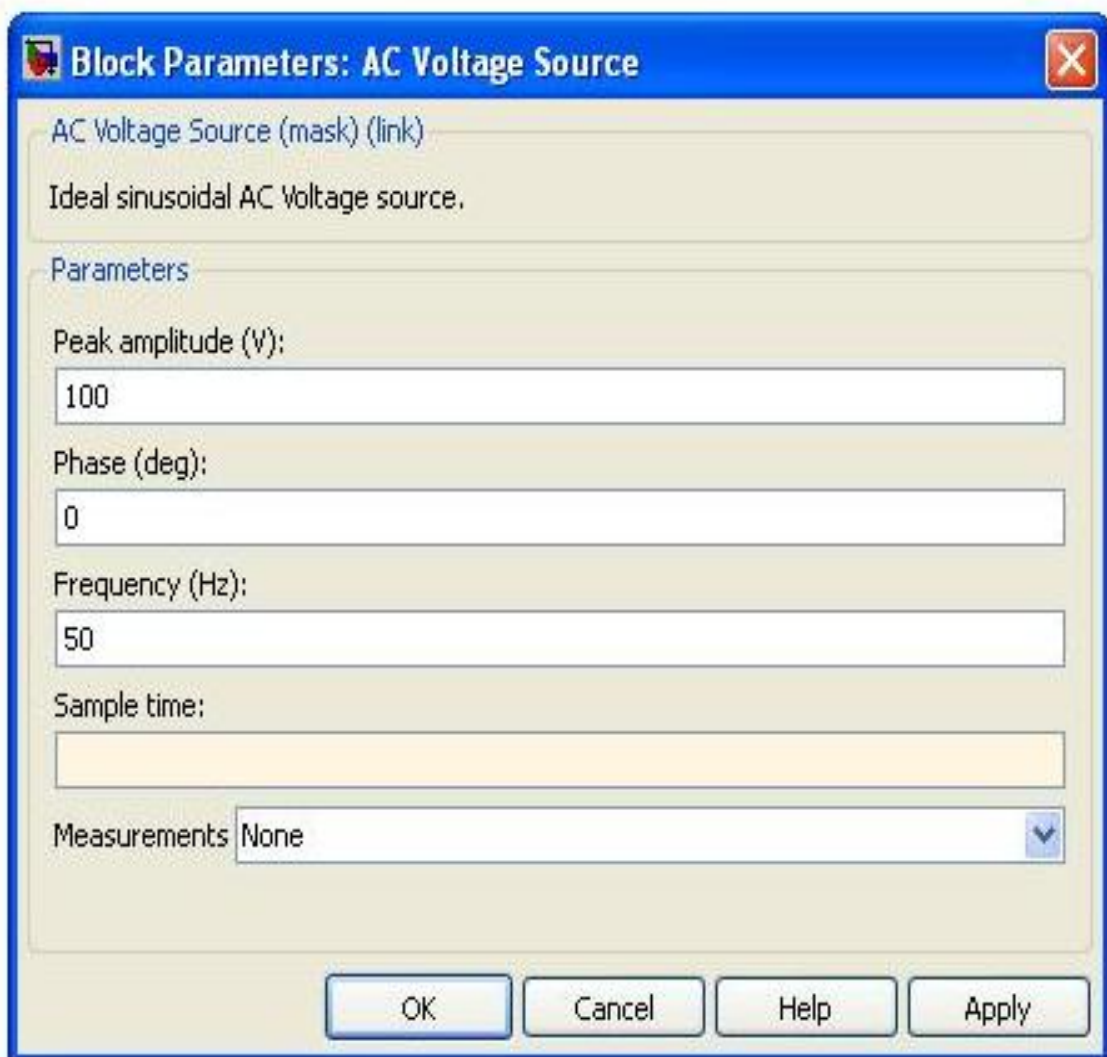 Block Parameters: AC Voltage Source
AC Voltage Source (mask) (link)
Ideal sinusoidal AC Voltage source.
Parameters
Peak amplitude (V):
100
Phase (deg):
0
Frequency (Hz):
50
Sample time:
Measurements None
OK Cancel Help Apply